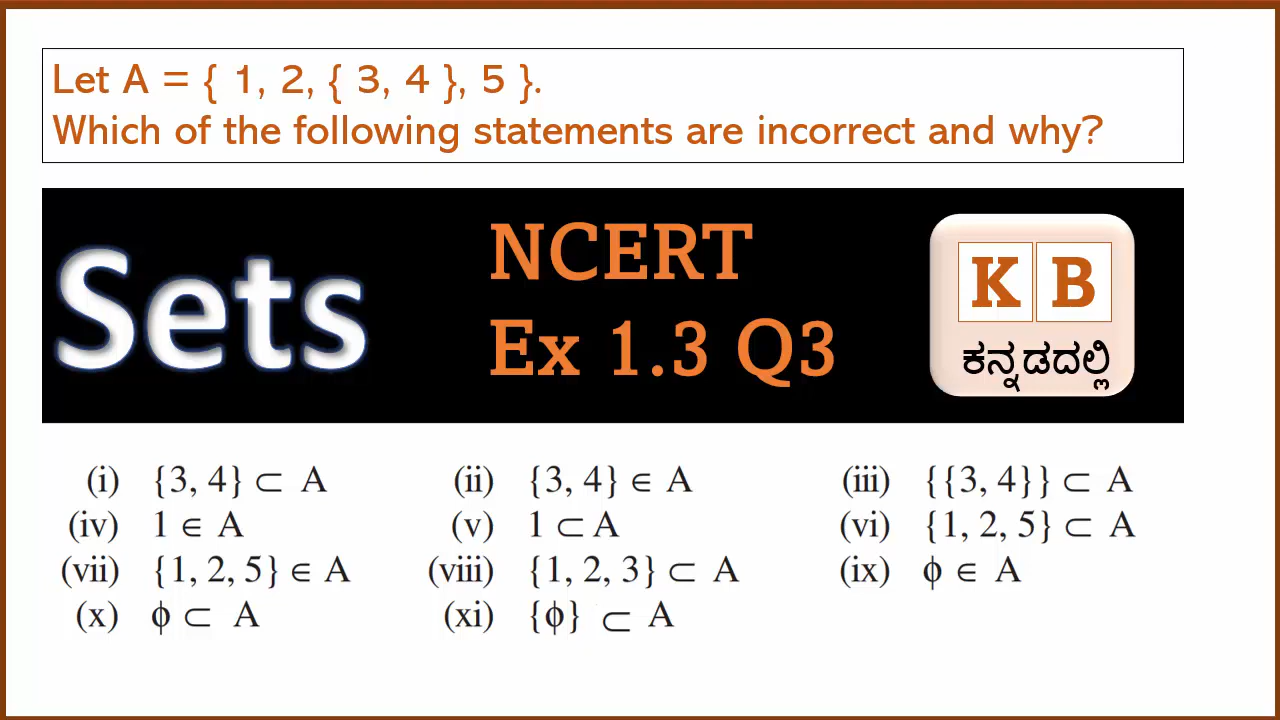 Let A = { 1, 2, { 3, 4 }, 5 }.
Which of the following statements are incorrect and why?
Sets
NCERT
Ex 1.3 Q3
K B
ಕನ್ನಡದಲ್ಲಿ
(i) {3, 4} ⊂ A (ii) {3, 4} ∈ A (iii) {{3, 4}} ⊂ A
(iv) 1 ∈ A (v) 1 ⊂ A (vi) {1, 2, 5} ⊂ A
(vii) {1, 2, 5} ∈ A (viii) {1, 2, 3} ⊂ A (ix) ϕ ∈ A
(x) ϕ ⊂ A (xi) {ϕ} ⊂ A